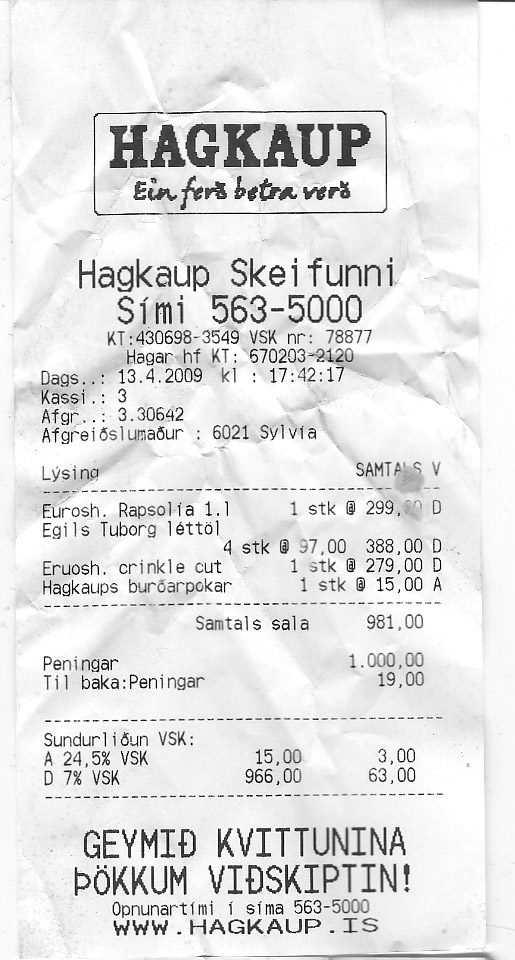 HAGKAUP
Ein ferð betra verð
Hagkaup Skeifunni
Sími 563-5000
KT:430698-3549 VSK nr: 78877
Hagar hf KT: 670203-2120
Dags..: 13.4.2009 kl : 17:42:17
Kassi.: 3
Afgr..: 3.30642
Afgreiðslumaður : 6021 Sylvía
Lýsing SAMTALS V
Eurosh. Rapsolía 1.l 1 stk @ 299,00 D
Egils Tuborg léttöl
4 stk @ 97,00 388,00 D
Eruosh. crinkle cut 1 stk @ 279,00 D
Hagkaups burðarpokar 1 stk @ 15,00 A
Samtals sala 981,00
Peningar 1.000,00
Til baka:Peningar 19,00
Sundurliðun VSK:
A 24,5% VSK 15,00 3,00
D 7% VSK 966,00 63,00
GEYMIÐ KVITTUNINA
ÞÖKKUM VIÐSKIPTIN!
Opnunartími í síma 563-5000
WWW.HAGKAUP.IS